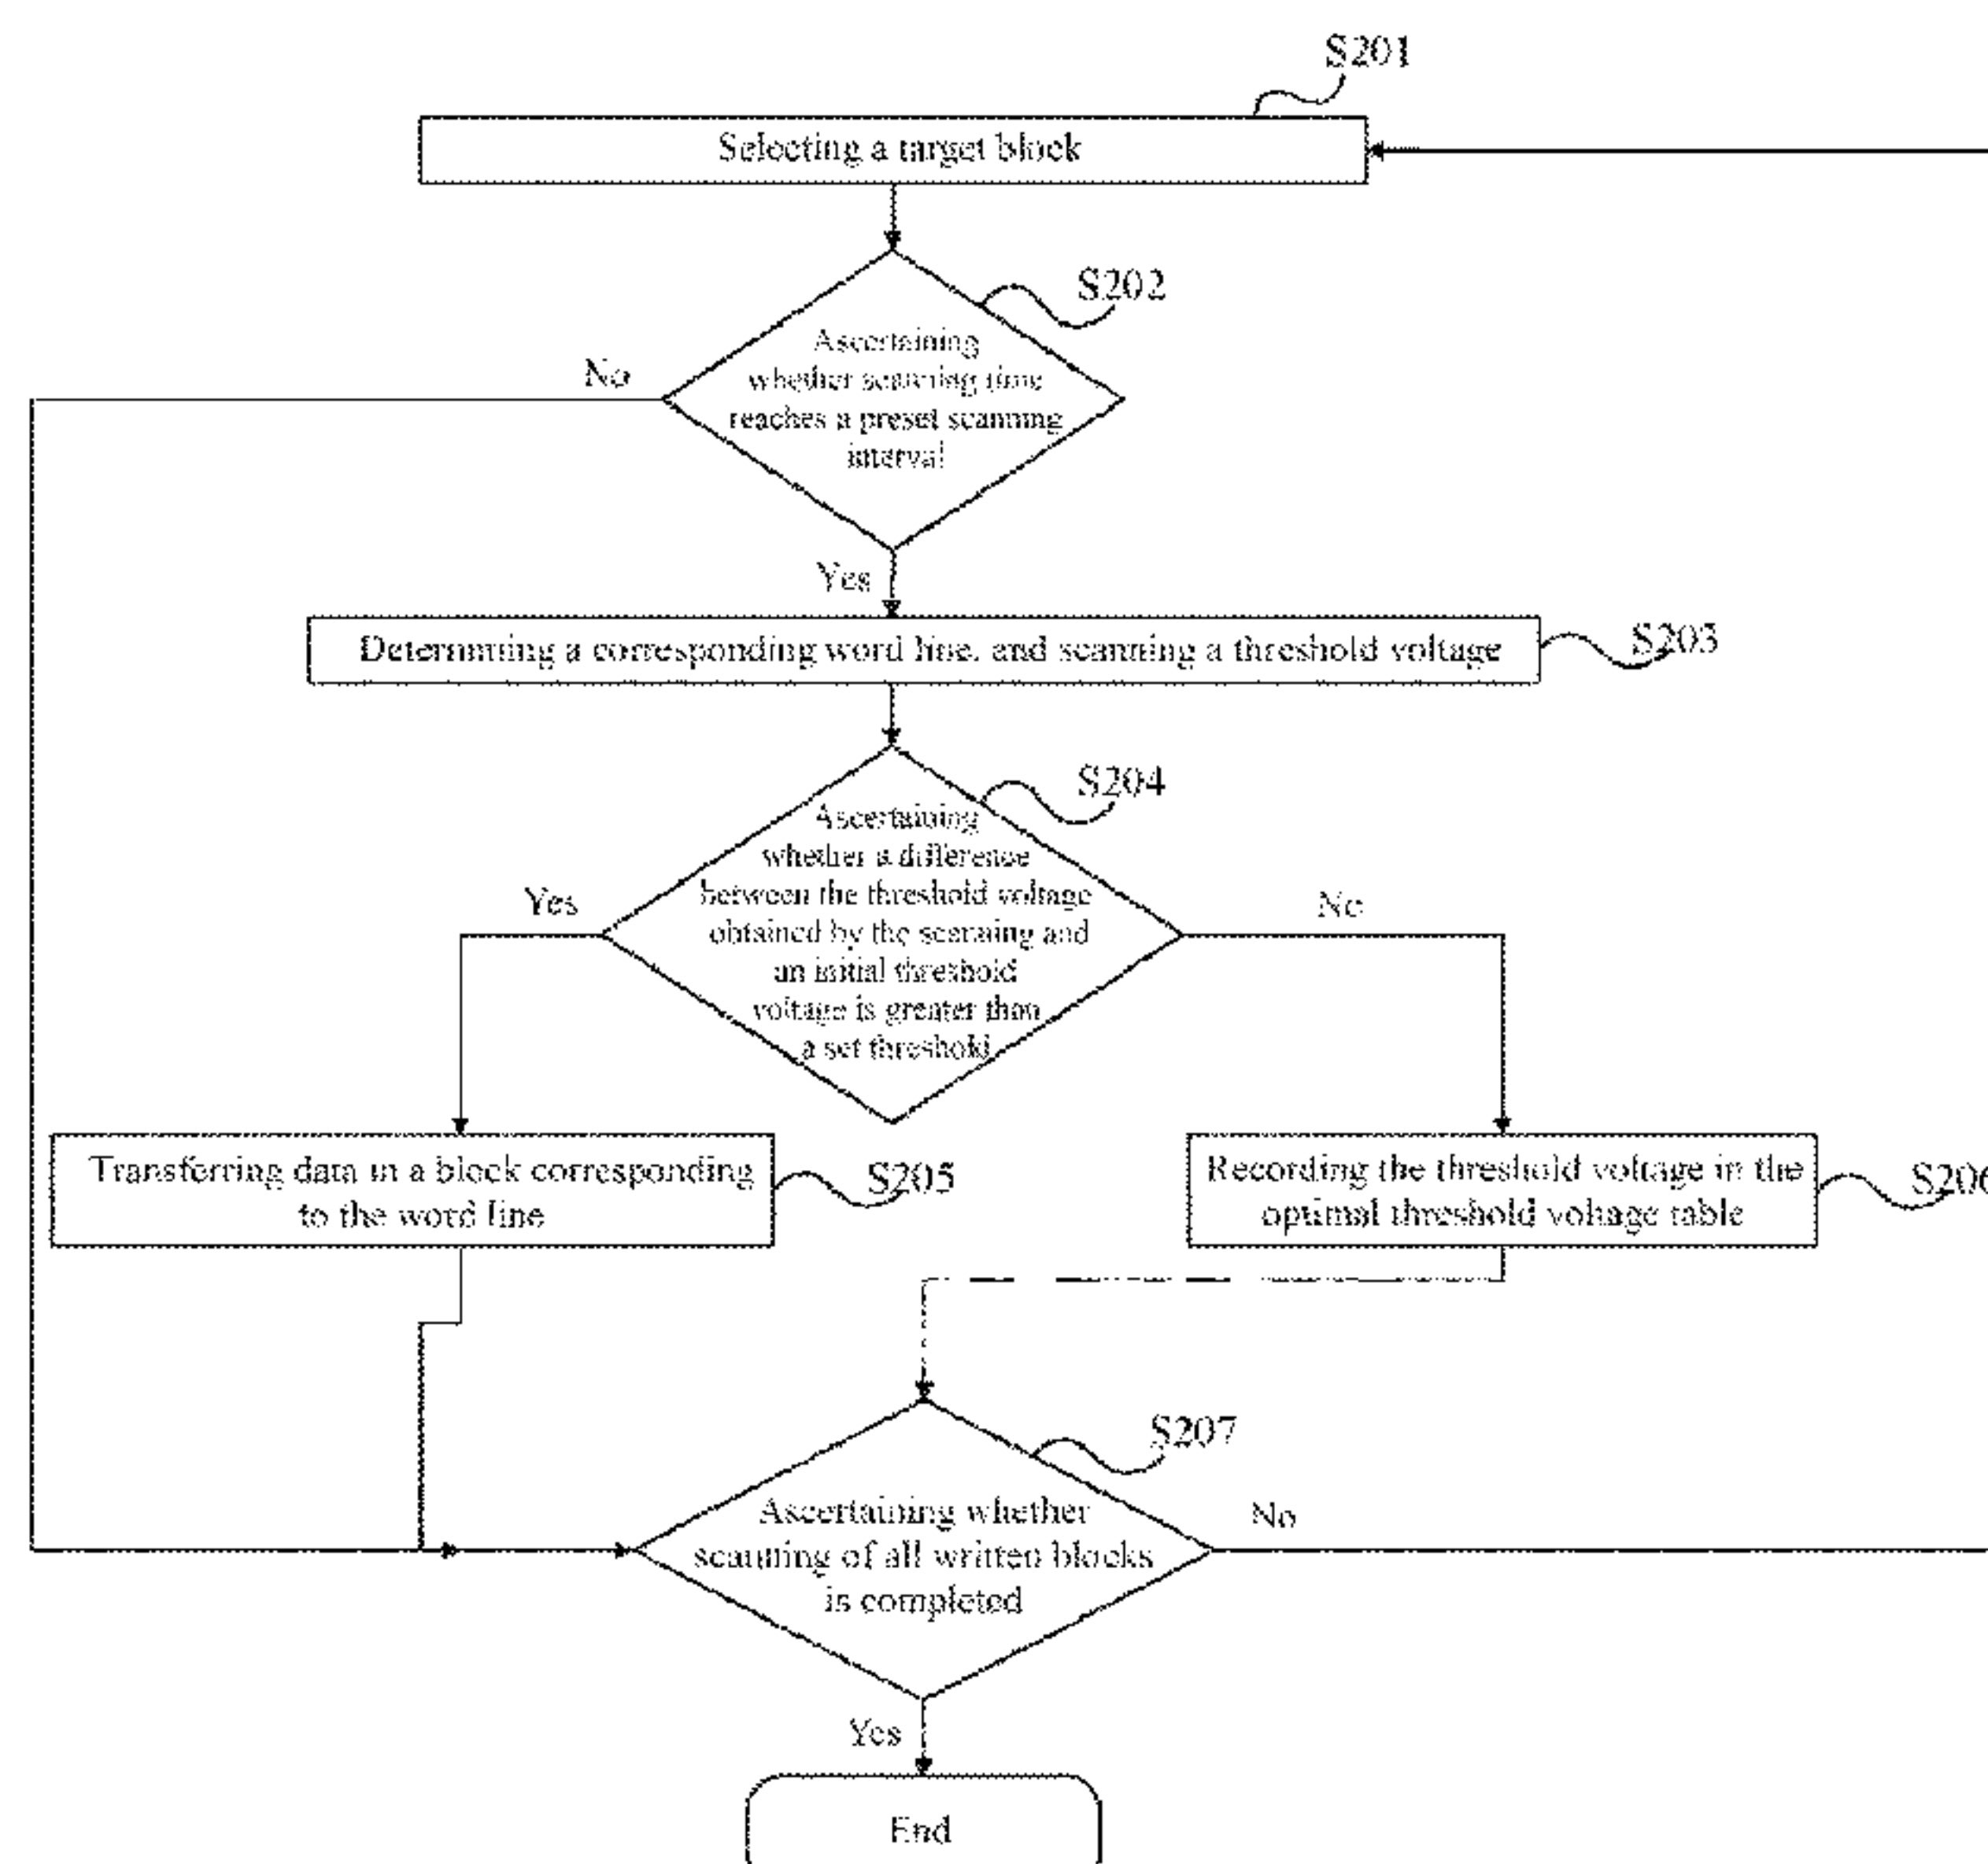 S201
Selecting a target block
S202
Ascertaining
whether scanning time
reaches a preset scanning
interval
No
Yes
Determining a corresponding word line, and scanning a threshold voltage
S203
S204
Ascertaining
whether a difference
between the threshold voltage
obtained by the scanning and
an initial threshold
voltage is greater than
a set threshold
Yes
No
Transferring data in a block corresponding
to the word line
S205
Recording the threshold voltage in the
optimal threshold voltage table
S206
S207
Ascertaining whether
scanning of all written blocks
is completed
No
Yes
End